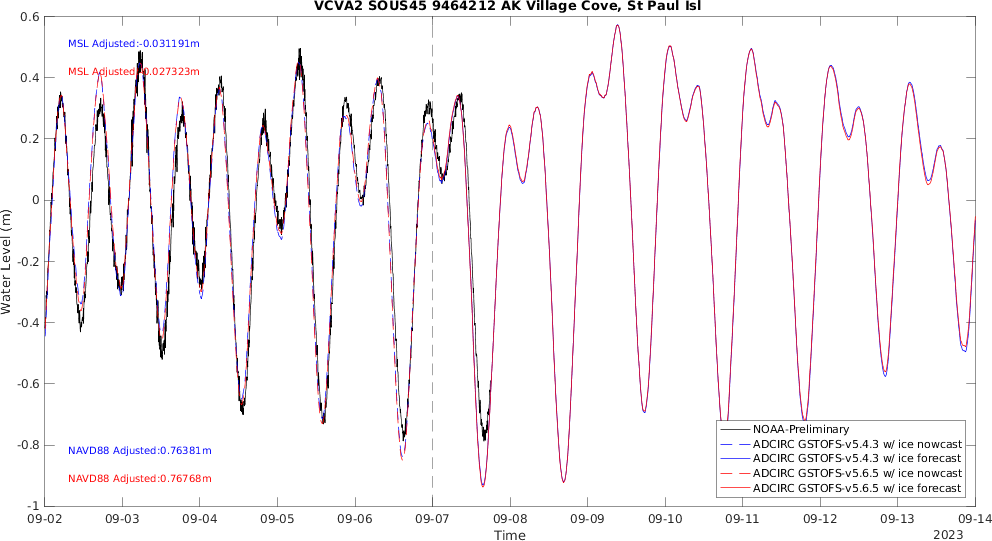 VCVA2 SOUS45 9464212 AK Village Cove, St Paul Isl
0.6
0.4
0.2
0
-0.2
-0.4
-0.6
-0.8
-1
Water Level (m)
MSL Adjusted:-0.031191m
MSL Adjusted:-0.027323m
NAVD88 Adjusted:0.76381m
NAVD88 Adjusted:0.76768m
NOAA-Preliminary
ADCIRC GSTOFS-v5.4.3 w/ ice nowcast
ADCIRC GSTOFS-v5.4.3 w/ ice forecast
ADCIRC GSTOFS-v5.6.5 w/ ice nowcast
ADCIRC GSTOFS-v5.6.5 w/ ice forecast
09-02 09-03 09-04 09-05 09-06 09-07 09-08 09-09 09-10 09-11 09-12 09-13 09-14
Time
2023